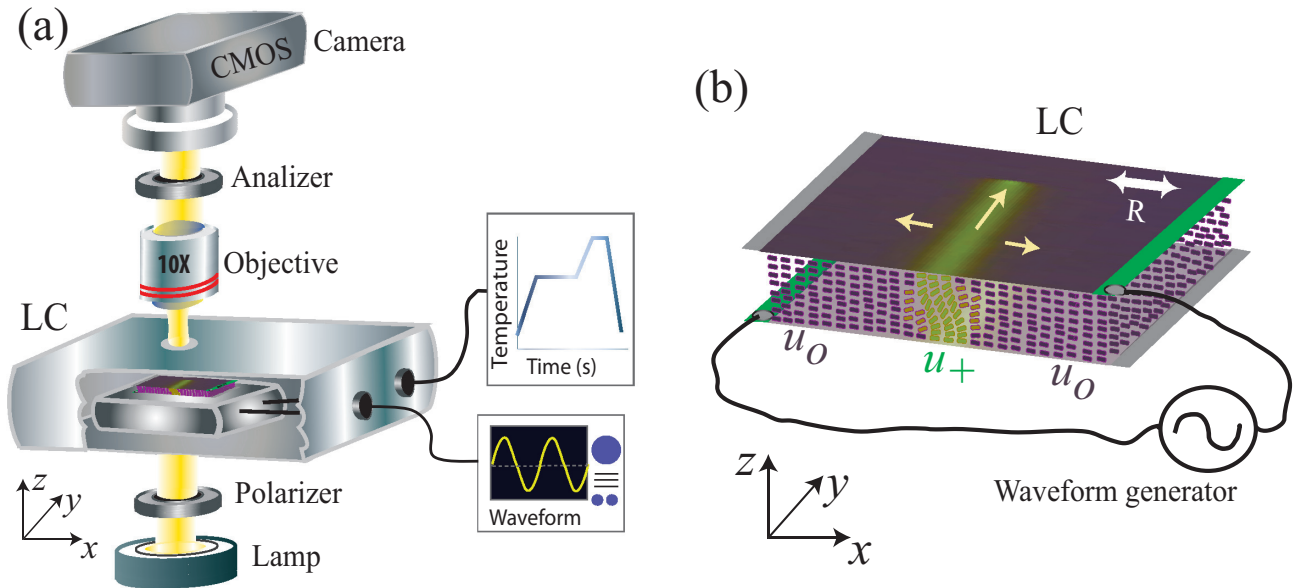 (a)
CMOS
Camera
Analizer
10X
Objective
LC
Temperature
Time (s)
Waveform
Polarizer
Lamp
z
y
x
(b)
LC
R
u_o
u_+
u_o
Waveform generator
z
y
x